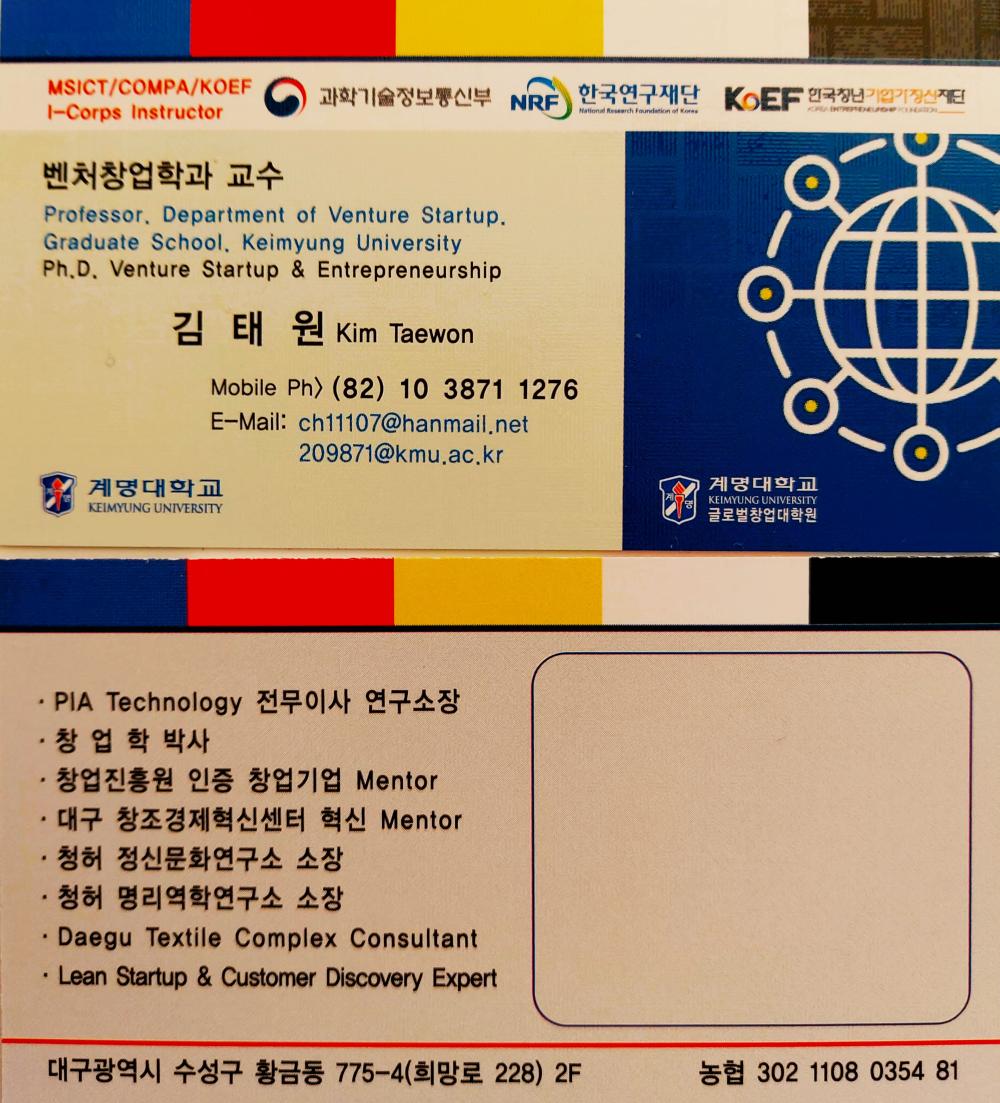 MSICT/COMPA/KOEF
I-Corps Instructor
과학기술정보통신부
NRF 한국연구재단
National Research Foundation of Korea
KoEF 한국청년기업가정신재단
KOREA ENTREPRENEURSHIP FOUNDATION
벤처창업학과 교수
Professor, Department of Venture Startup,
Graduate School, Keimyung University
Ph.D. Venture Startup & Entrepreneurship
김 태 원 Kim Taewon
Mobile Ph> (82) 10 3871 1276
E-Mail: ch11107@hanmail.net
209871@kmu.ac.kr
계명
계명대학교
KEIMYUNG UNIVERSITY
계명
계명대학교
KEIMYUNG UNIVERSITY
글로벌창업대학원
· PIA Technology 전무이사 연구소장
· 창 업 학 박사
· 창업진흥원 인증 창업기업 Mentor
· 대구 창조경제혁신센터 혁신 Mentor
· 청허 정신문화연구소 소장
· 청허 명리역학연구소 소장
· Daegu Textile Complex Consultant
· Lean Startup & Customer Discovery Expert
대구광역시 수성구 황금동 775-4(희망로 228) 2F
농협 302 1108 0354 81